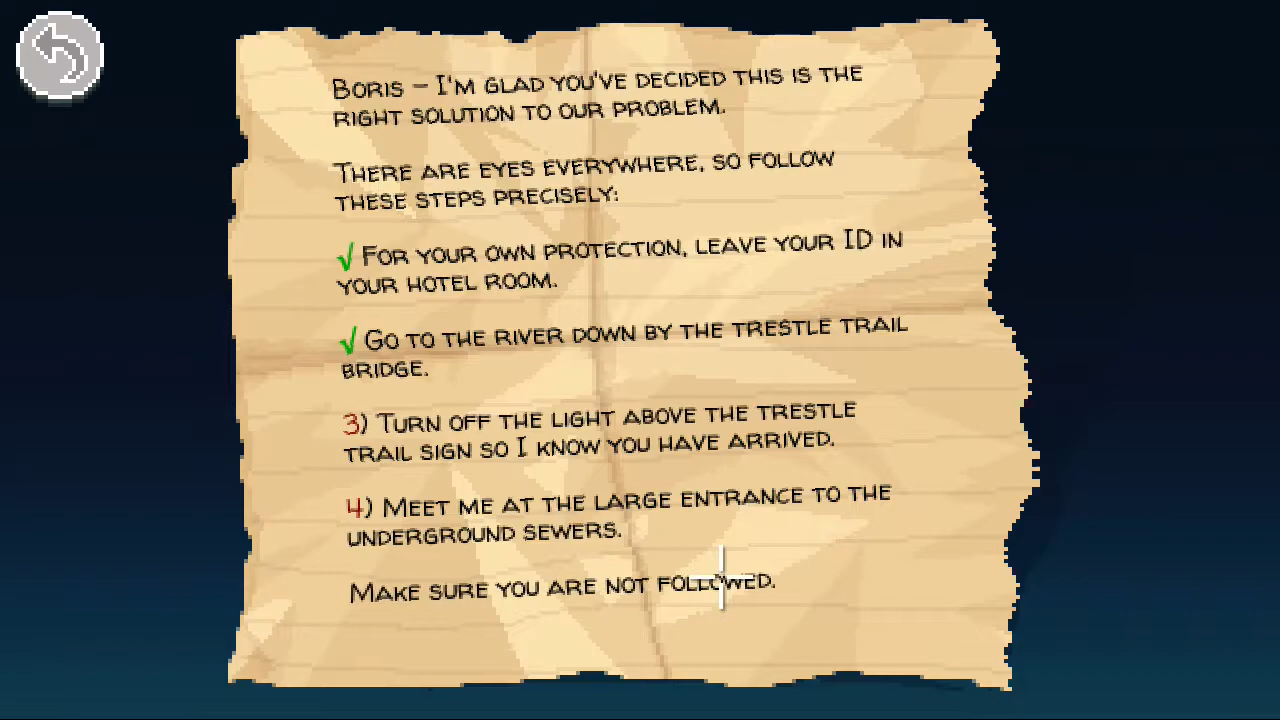 Boris – I'm glad you've decided this is the
right solution to our problem.
There are eyes everywhere, so follow
these steps precisely:
√ For your own protection, leave your ID in
your hotel room.
√ Go to the river down by the trestle trail
bridge.
3) Turn off the light above the trestle
trail sign so I know you have arrived.
4) Meet me at the large entrance to the
underground sewers.
Make sure you are not followed.